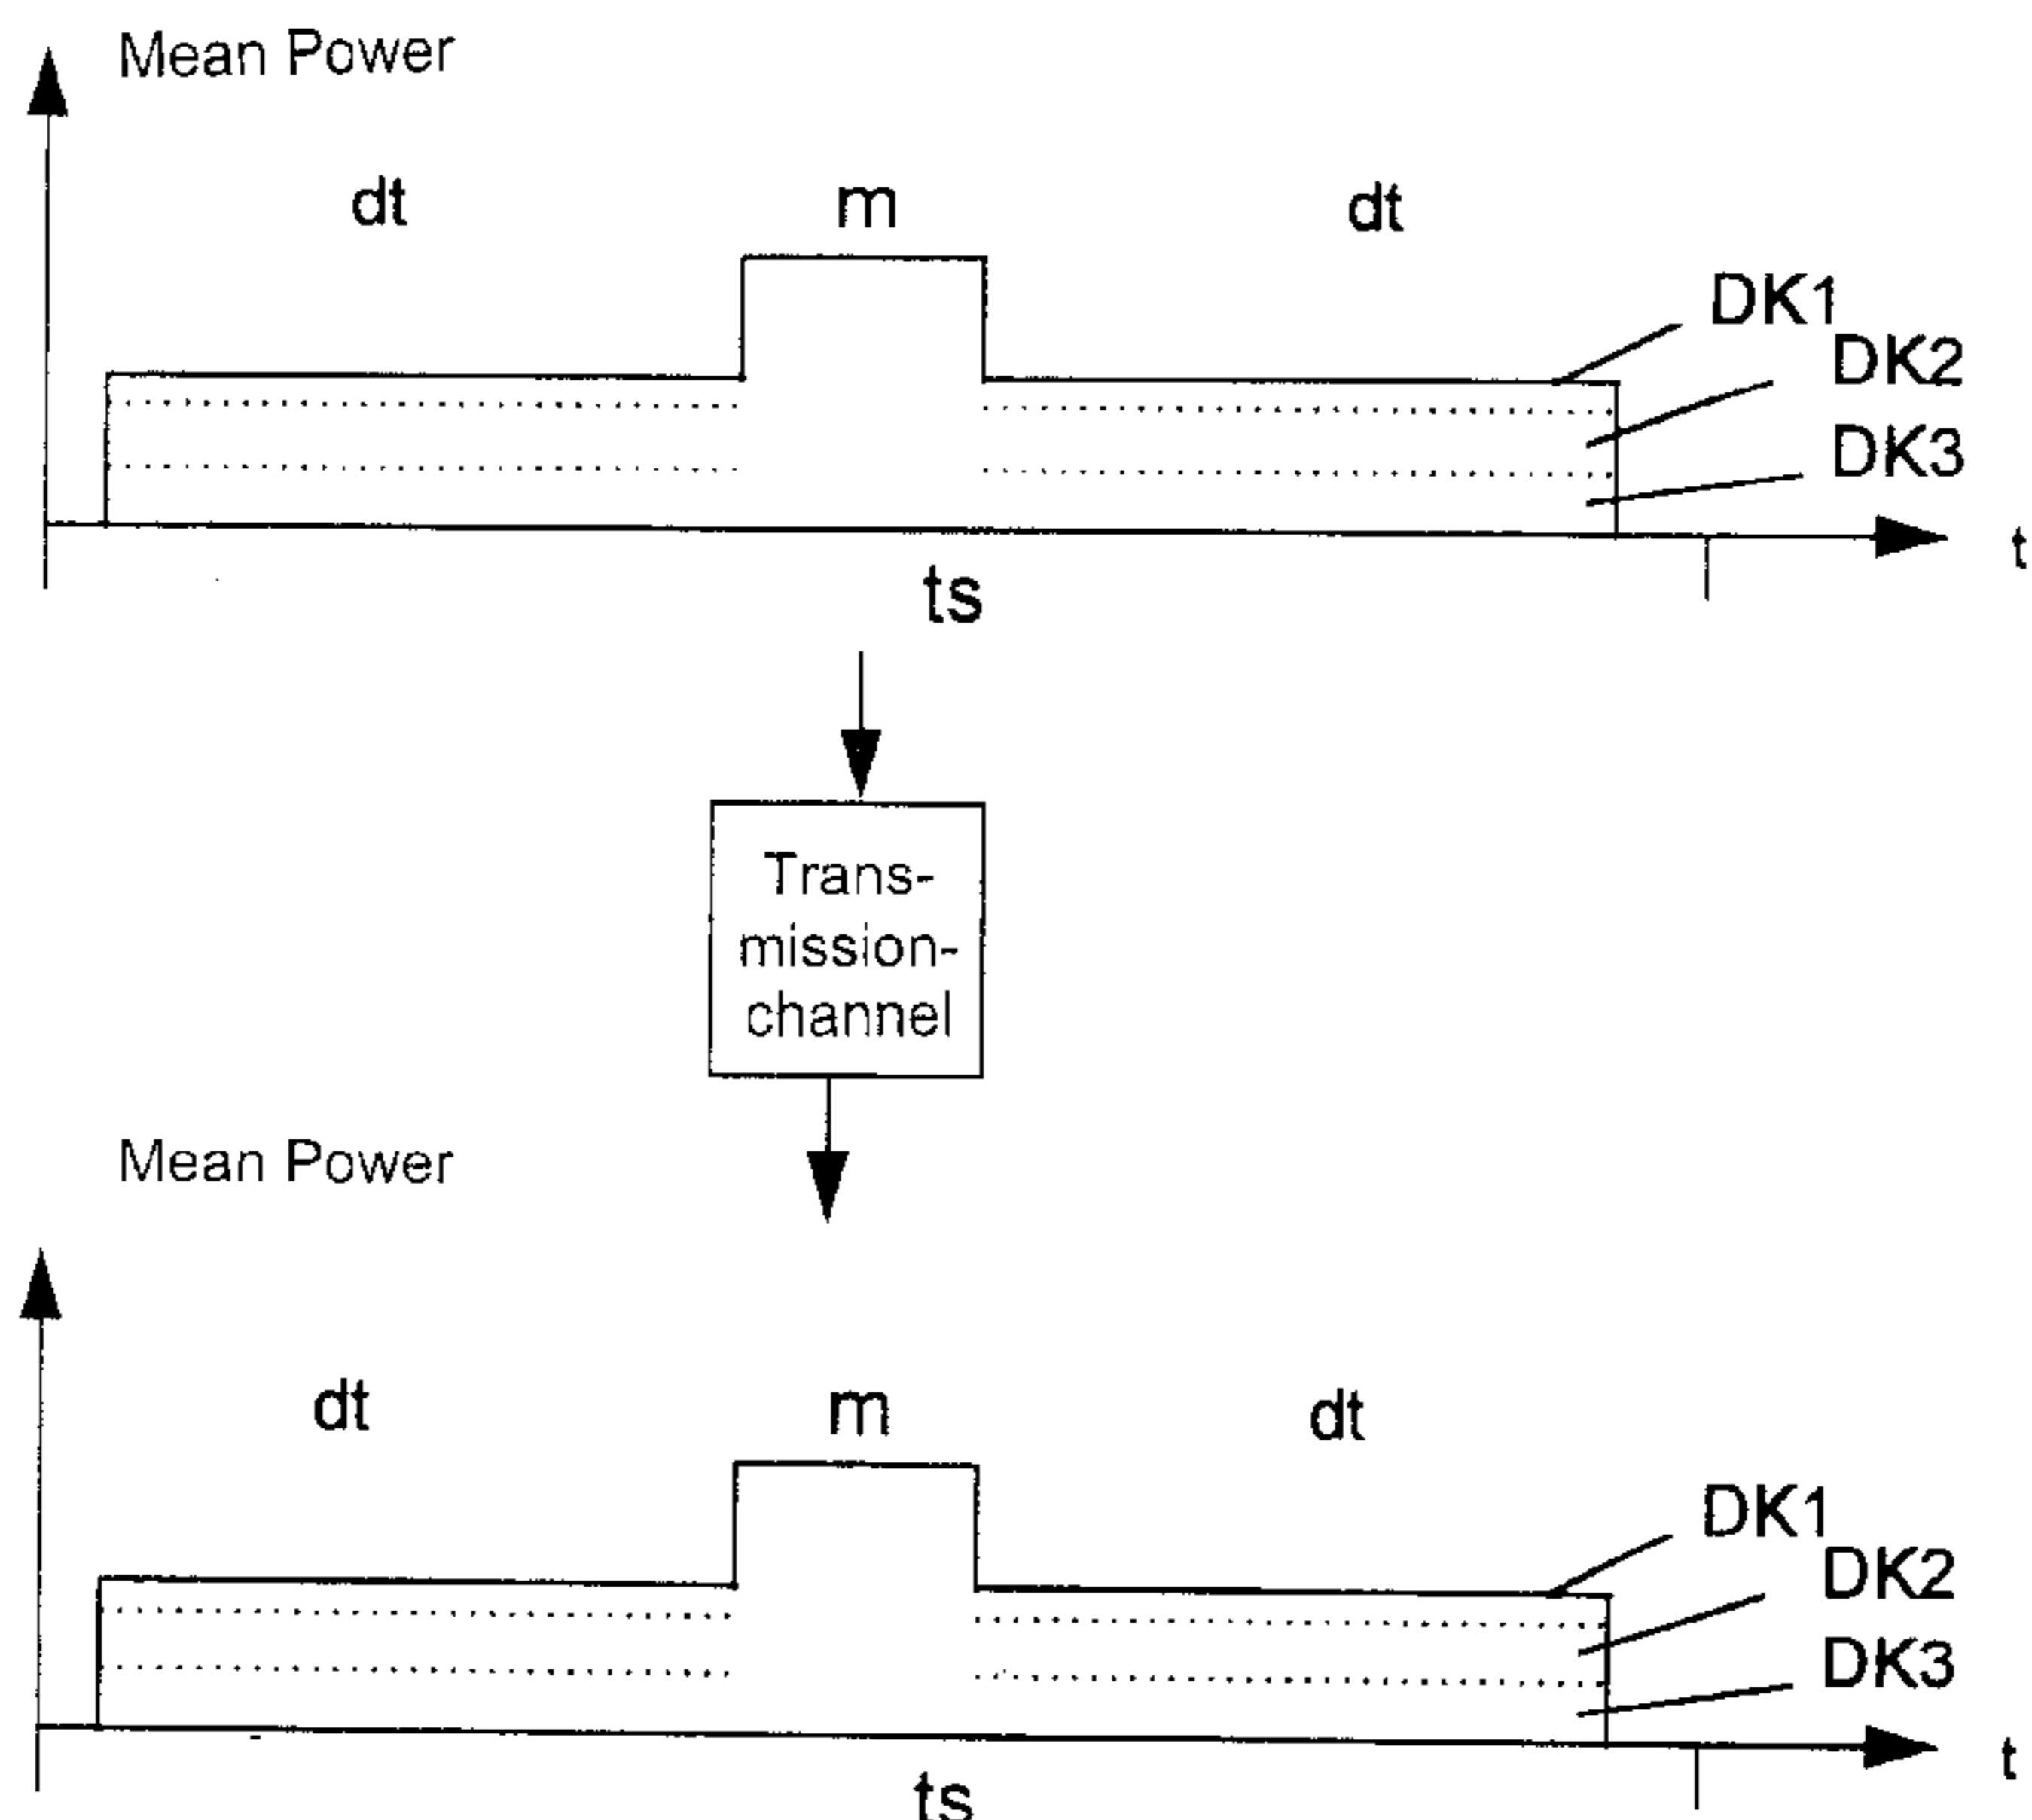 Mean Power
dt m dt
DK1
DK2
DK3
t
ts
Trans-
mission-
channel
Mean Power
dt m dt
DK1
DK2
DK3
t
ts